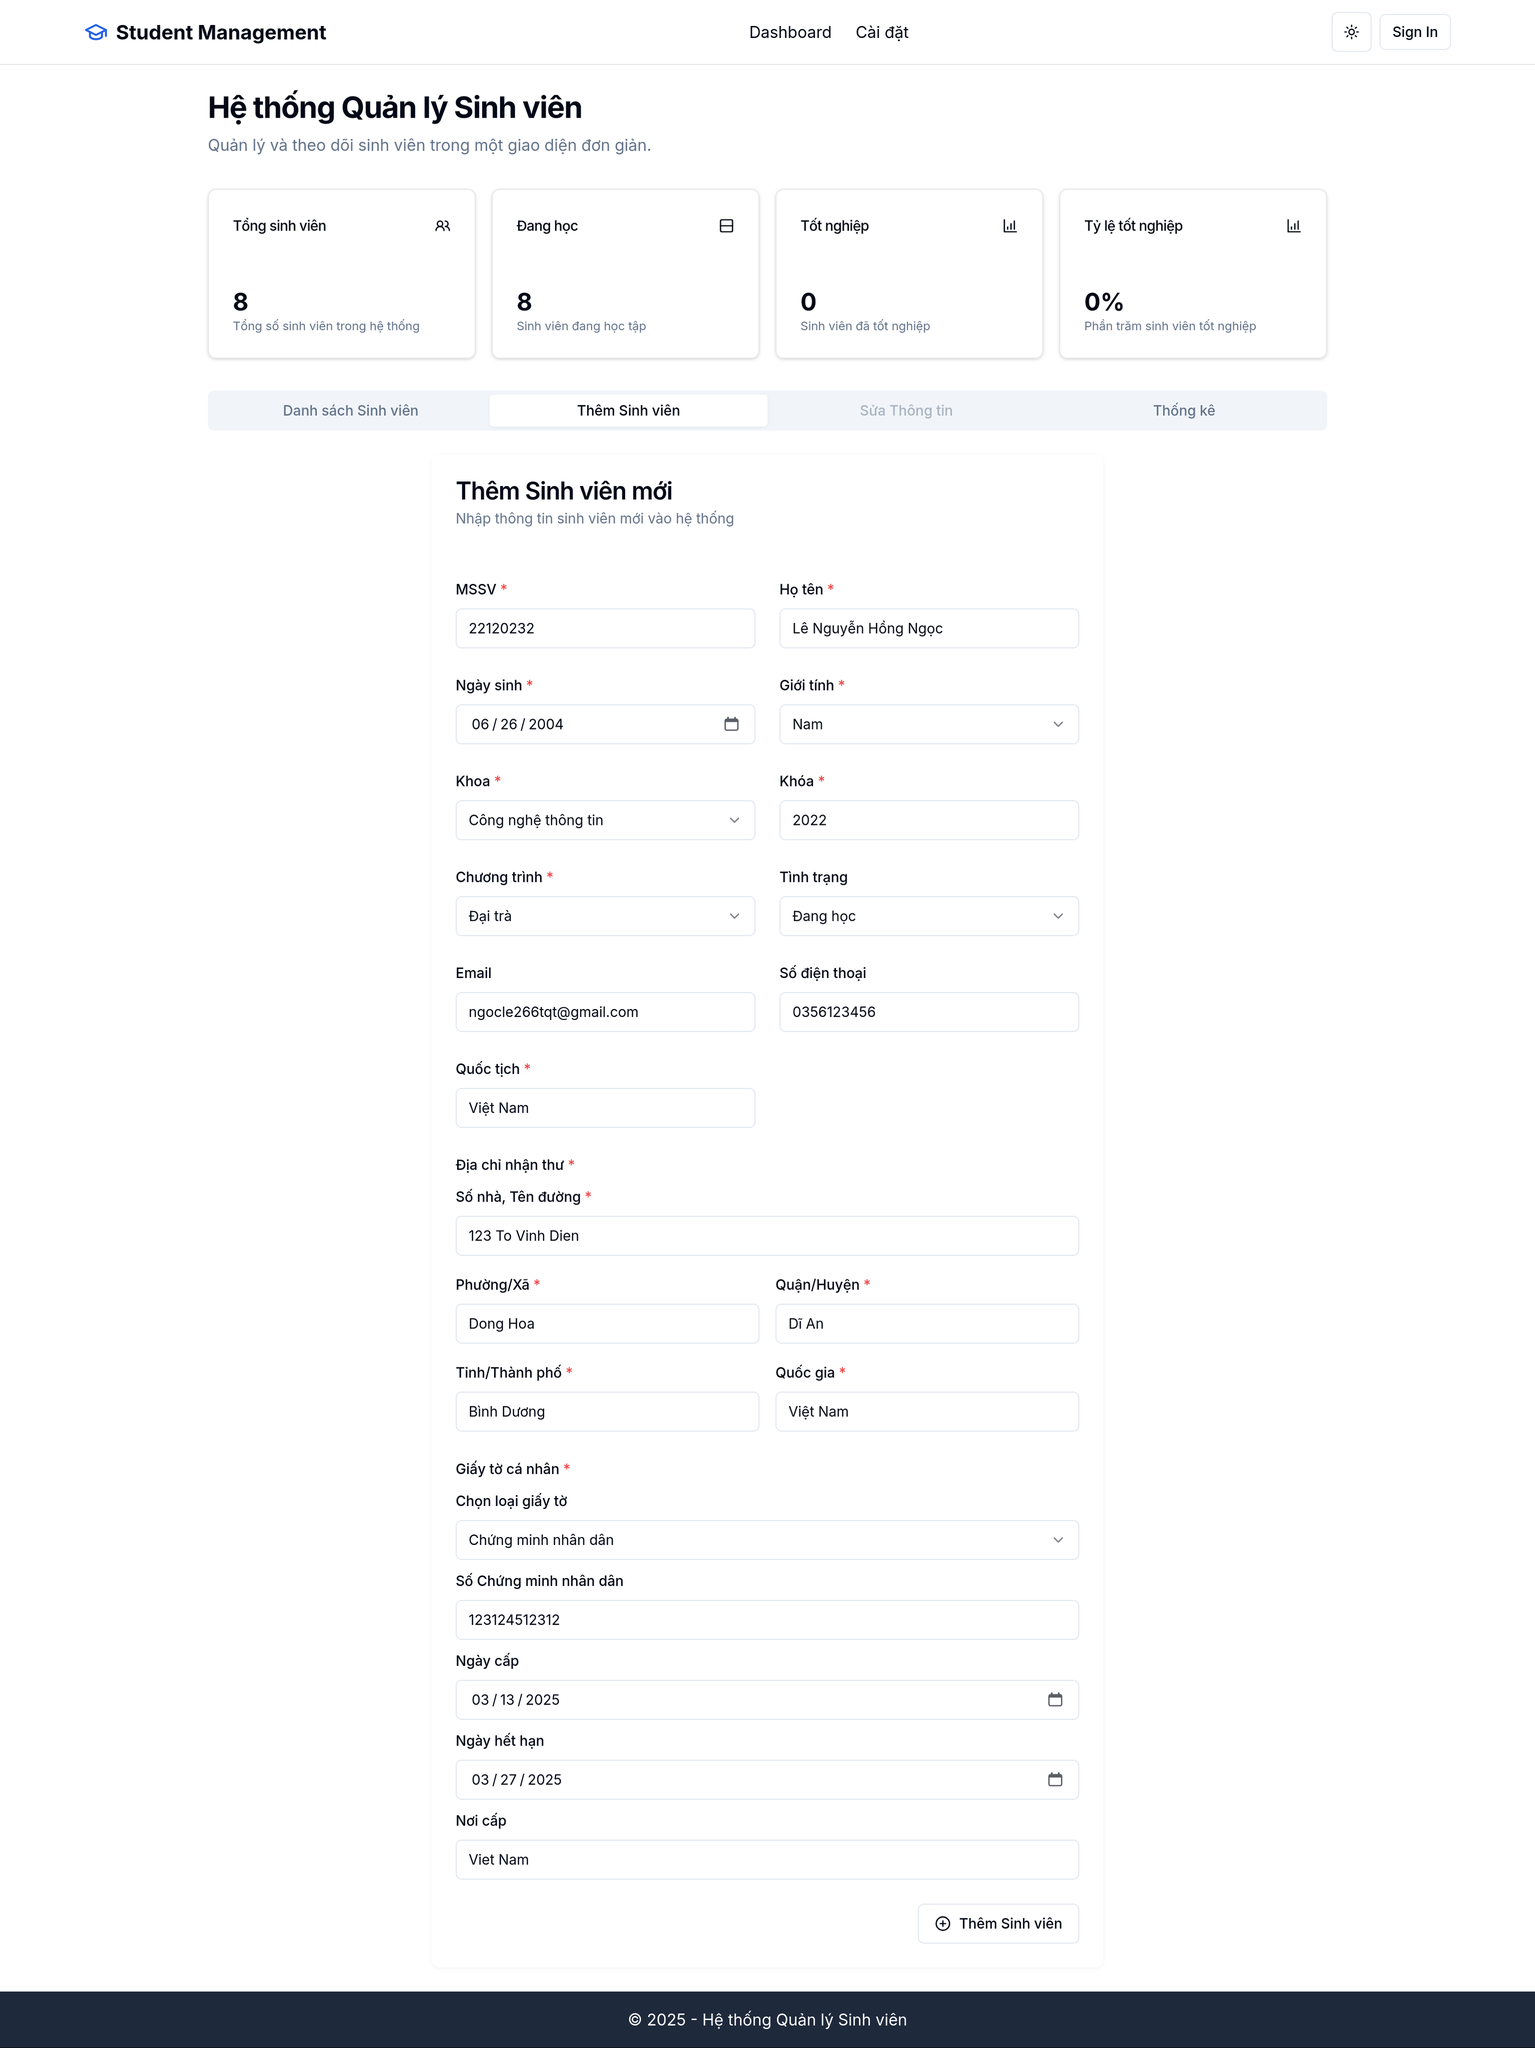 Student Management
Dashboard
Cài đặt
Sign In
Hệ thống Quản lý Sinh viên
Quản lý và theo dõi sinh viên trong một giao diện đơn giản.
Tổng sinh viên
8
Tổng số sinh viên trong hệ thống
Đang học
8
Sinh viên đang học tập
Tốt nghiệp
0
Sinh viên đã tốt nghiệp
Tỷ lệ tốt nghiệp
0%
Phần trăm sinh viên tốt nghiệp
Danh sách Sinh viên
Thêm Sinh viên
Sửa Thông tin
Thống kê
Thêm Sinh viên mới
Nhập thông tin sinh viên mới vào hệ thống
MSSV *
22120232
Họ tên *
Lê Nguyễn Hồng Ngọc
Ngày sinh *
06 / 26 / 2004
Giới tính *
Nam
Khoa *
Công nghệ thông tin
Khóa *
2022
Chương trình *
Đại trà
Tình trạng
Đang học
Email
ngocle266tqt@gmail.com
Số điện thoại
0356123456
Quốc tịch *
Việt Nam
Địa chỉ nhận thư *
Số nhà, Tên đường *
123 To Vinh Dien
Phường/Xã *
Dong Hoa
Quận/Huyện *
Dĩ An
Tỉnh/Thành phố *
Bình Dương
Quốc gia *
Việt Nam
Giấy tờ cá nhân *
Chọn loại giấy tờ
Chứng minh nhân dân
Số Chứng minh nhân dân
123124512312
Ngày cấp
03 / 13 / 2025
Ngày hết hạn
03 / 27 / 2025
Nơi cấp
Viet Nam
Thêm Sinh viên
© 2025 - Hệ thống Quản lý Sinh viên